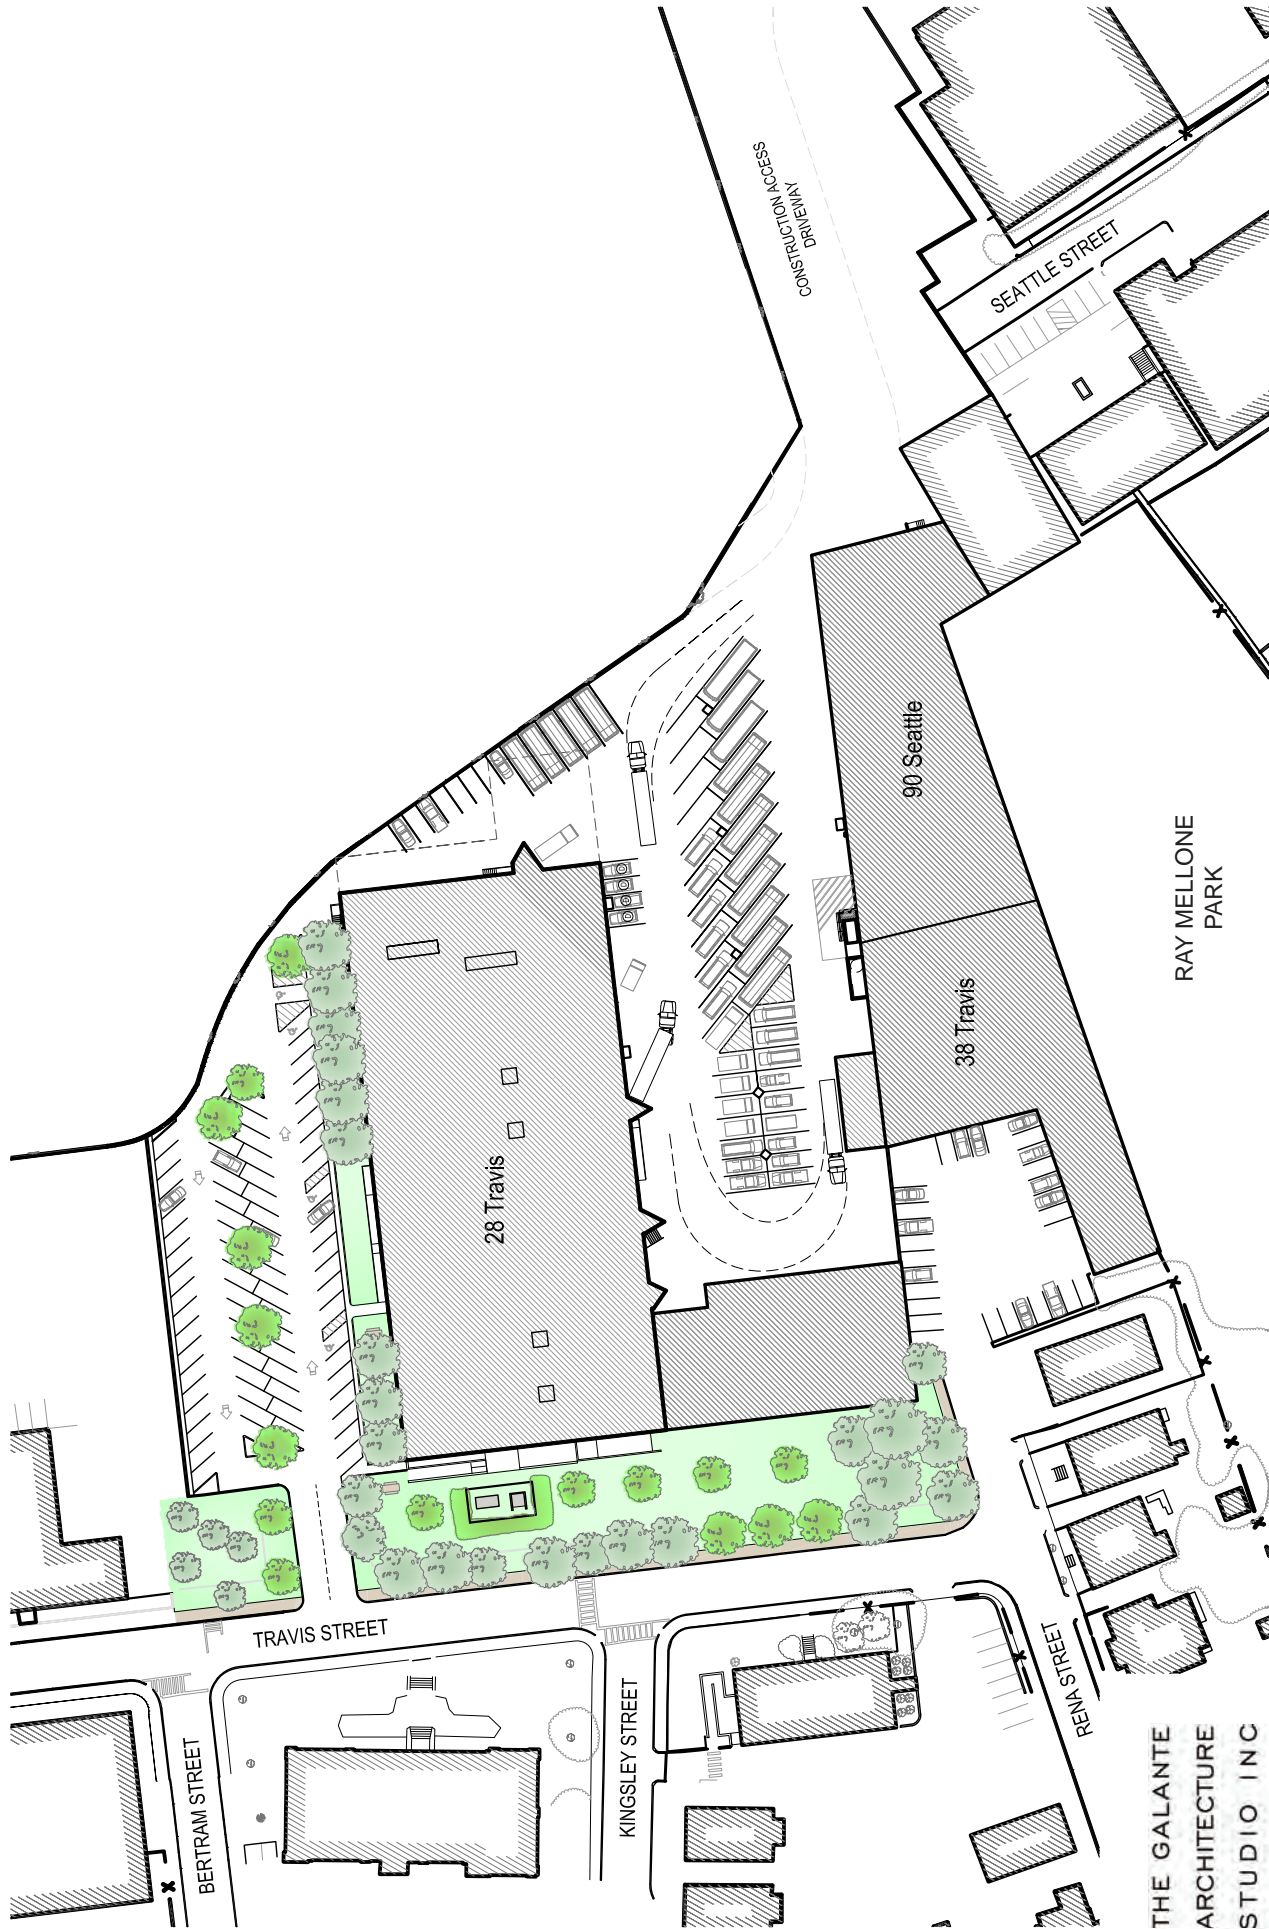 CONSTRUCTION ACCESS
DRIVEWAY
SEATTLE STREET
90 Seattle
38 Travis
28 Travis
RAY MELLONE
PARK
TRAVIS STREET
BERTRAM STREET
KINGSLEY STREET
RENA STREET
THE GALANTE
ARCHITECTURE
STUDIO INC